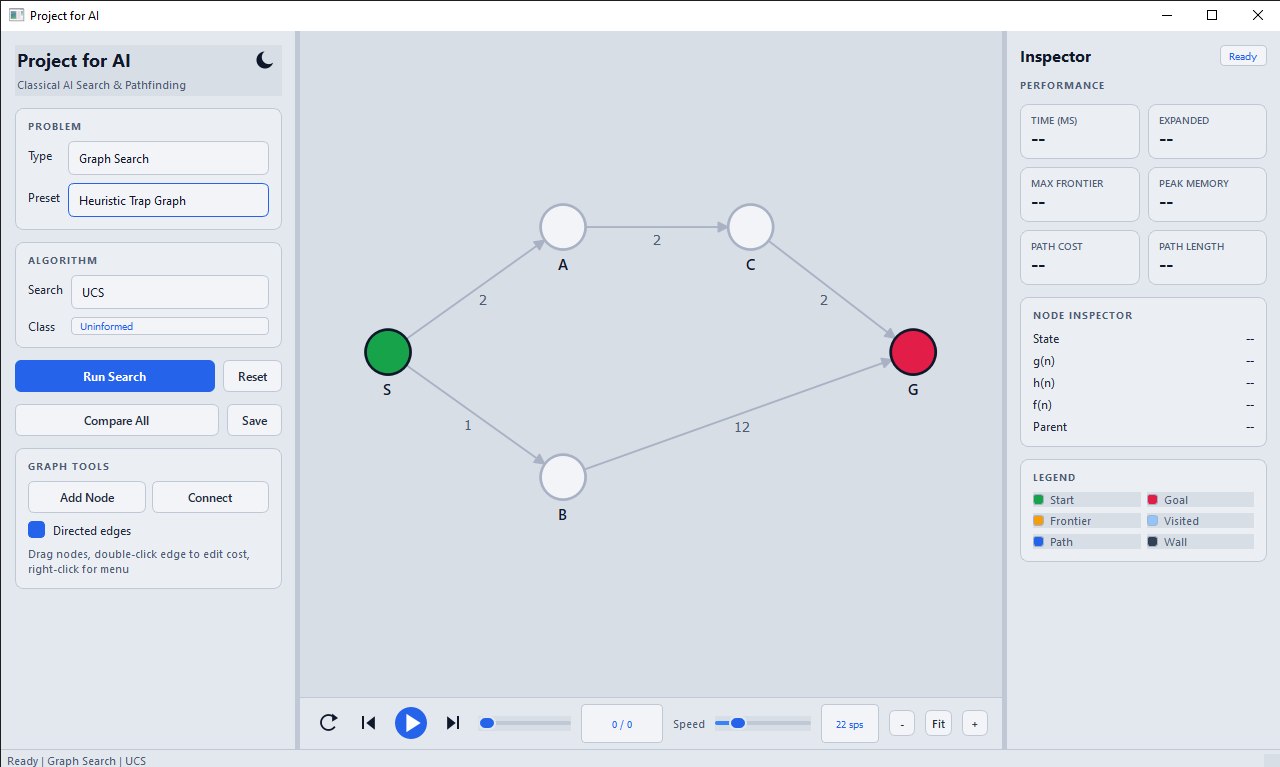 Project for AI
Project for AI
Classical AI Search & Pathfinding
PROBLEM
Type
Graph Search
Preset
Heuristic Trap Graph
ALGORITHM
Search
UCS
Class
Uninformed
Run Search
Reset
Compare All
Save
GRAPH TOOLS
Add Node
Connect
Directed edges
Drag nodes, double-click edge to edit cost,
right-click for menu
2
A
C
2
2
S
G
1
12
B
0 / 0
Speed
22 sps
-
Fit
+
Inspector
Ready
PERFORMANCE
TIME (MS)
--
EXPANDED
--
MAX FRONTIER
--
PEAK MEMORY
--
PATH COST
--
PATH LENGTH
--
NODE INSPECTOR
State --
g(n) --
h(n) --
f(n) --
Parent --
LEGEND
Start
Goal
Frontier
Visited
Path
Wall
Ready | Graph Search | UCS